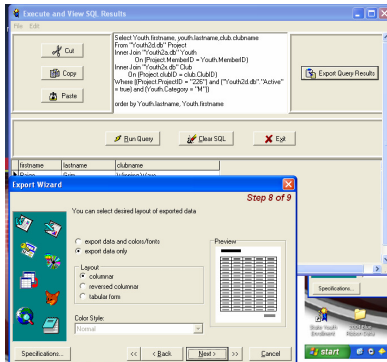 Execute and View SQL Results
File Edit
Cut
Copy
Paste
Select Youth.firstname, youth.lastname,club.clubname
From "Youth2d.db" Project
Inner Join "Youth2a.db" Youth
On (Project.MemberID = Youth.MemberID)
Inner Join "Youth2x.db" Club
On (Project.clubID = club.ClubID)
Where ((Project.ProjectID = "226") and ("Youth2d.db"."Active"
= true) and (Youth.Category = "M"))
order by Youth.lastname, Youth.firstname
Export Query Results
Run Query
Clear SQL
Exit
firstname lastname clubname
Export Wizard
Step 8 of 9
You can select desired layout of exported data
export data and colors/fonts
export data only
Layout
columnar
reversed columnar
tabular form
Color Style:
Normal
Preview
Specifications...
<< < Back Next > >> Cancel
Specifications...
State Youth
Enrollment
start